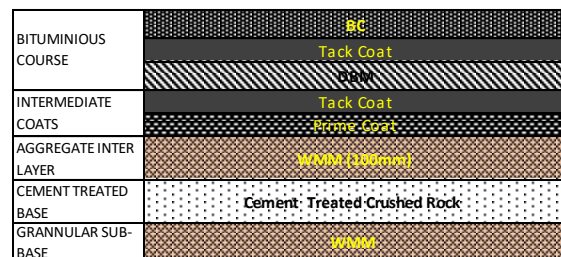 BITUMINIOUS
COURSE
BC
Tack Coat
DBM
INTERMEDIATE
COATS
Tack Coat
Prime Coat
AGGREGATE INTER
LAYER
WMM (100mm)
CEMENT TREATED
BASE
Cement Treated Crushed Rock
GRANNULAR SUB-
BASE
WMM